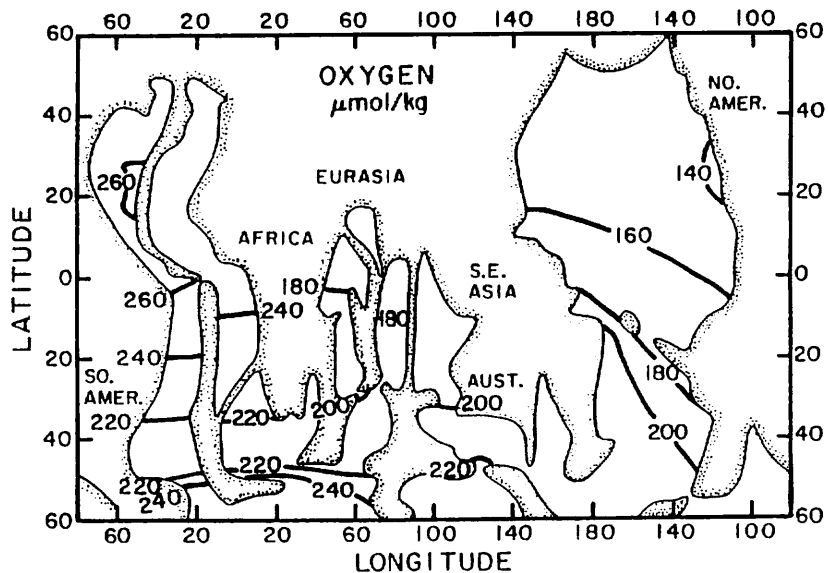 60 20 20 60 100 140 180 140 100
60 60
OXYGEN
μmol/kg
NO.
AMER.
40 40
260
EURASIA
140
20 20
AFRICA
160
LATITUDE
0 0
180
S.E.
ASIA
260
240
180
240
20 20
SO.
AMER.
AUST.
180
220
220
200
200
200
40 40
220
220
220
240
240
60 60
60 20 20 60 100 140 180 140 100
LONGITUDE